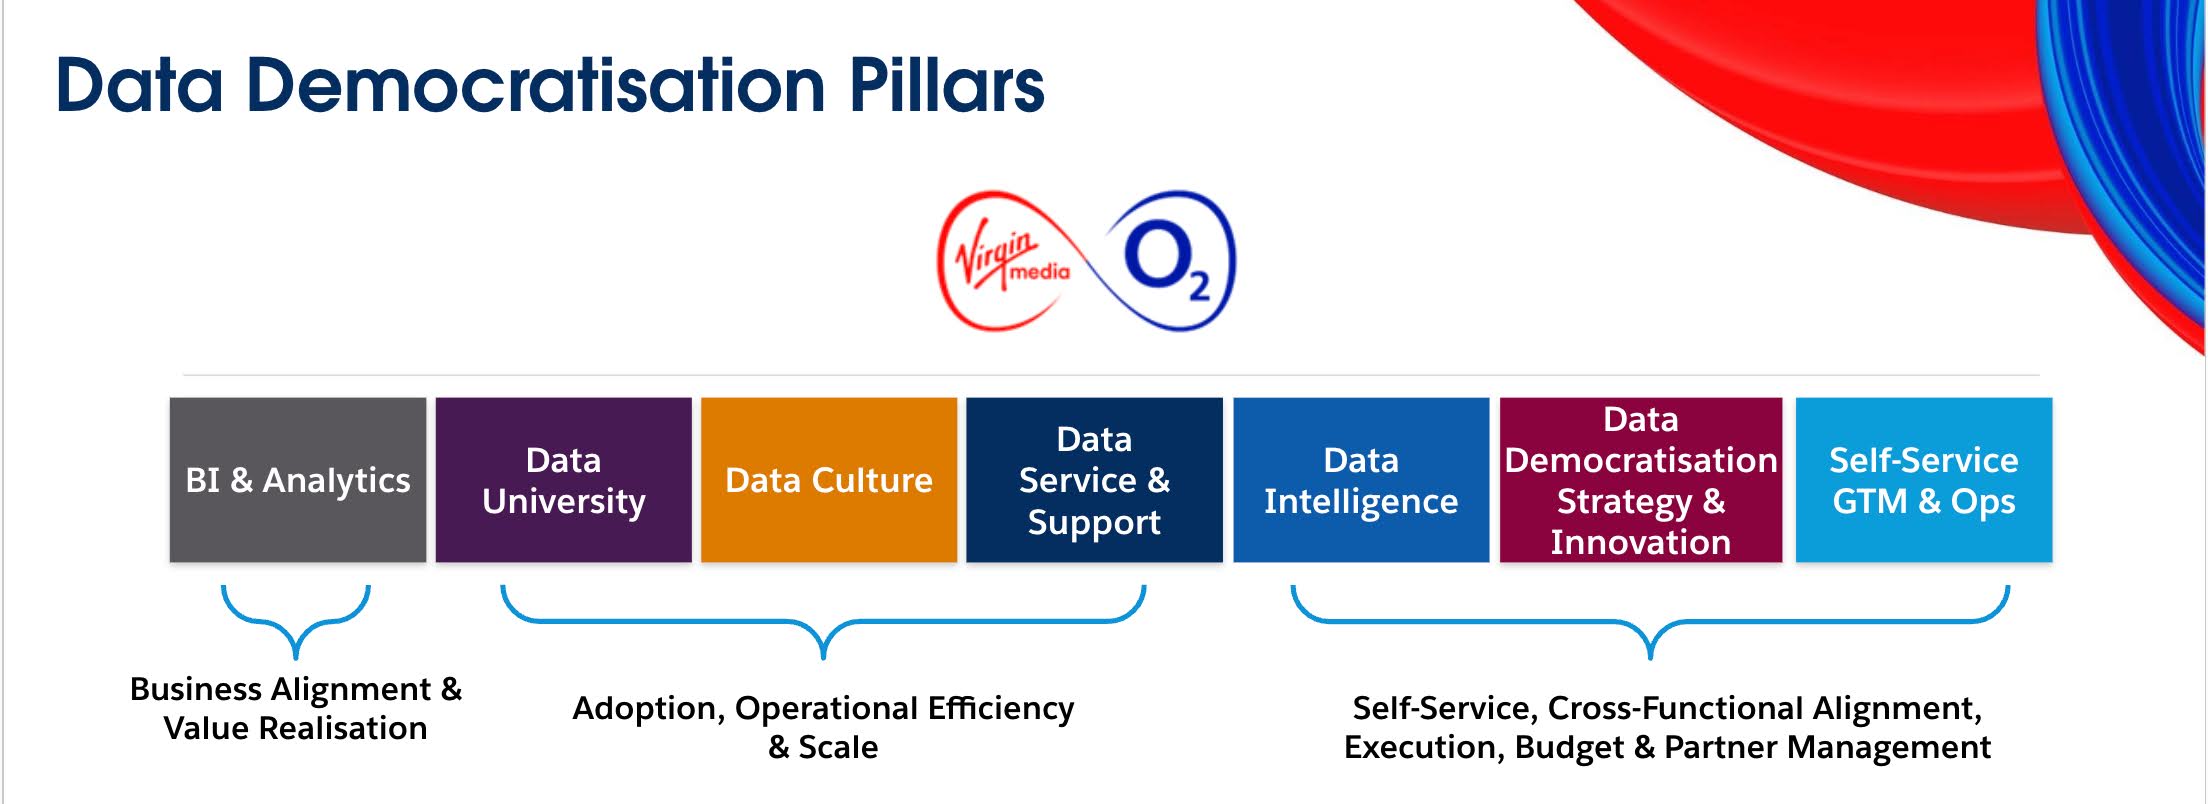 Data Democratisation Pillars
Virgin
media
O2
BI & Analytics
Data
University
Data Culture
Data
Service &
Support
Data
Intelligence
Data
Democratisation
Strategy &
Innovation
Self-Service
GTM & Ops
Business Alignment &
Value Realisation
Adoption, Operational Efficiency
& Scale
Self-Service, Cross-Functional Alignment,
Execution, Budget & Partner Management